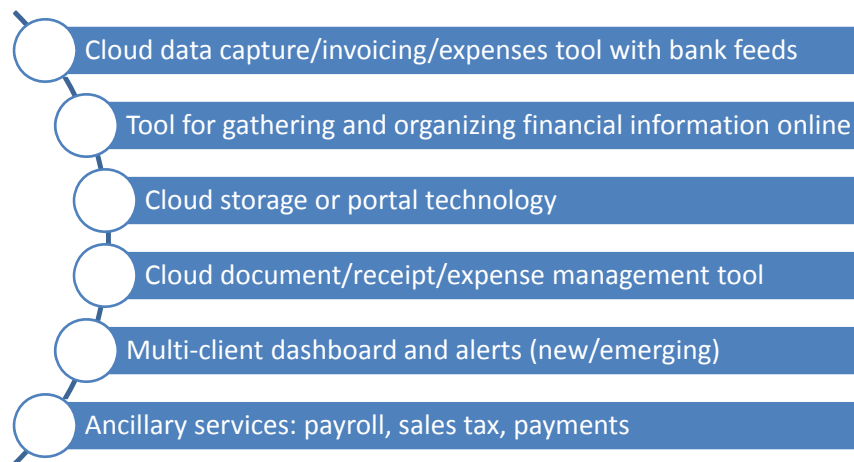 Cloud data capture/invoicing/expenses tool with bank feeds
Tool for gathering and organizing financial information online
Cloud storage or portal technology
Cloud document/receipt/expense management tool
Multi-client dashboard and alerts (new/emerging)
Ancillary services: payroll, sales tax, payments